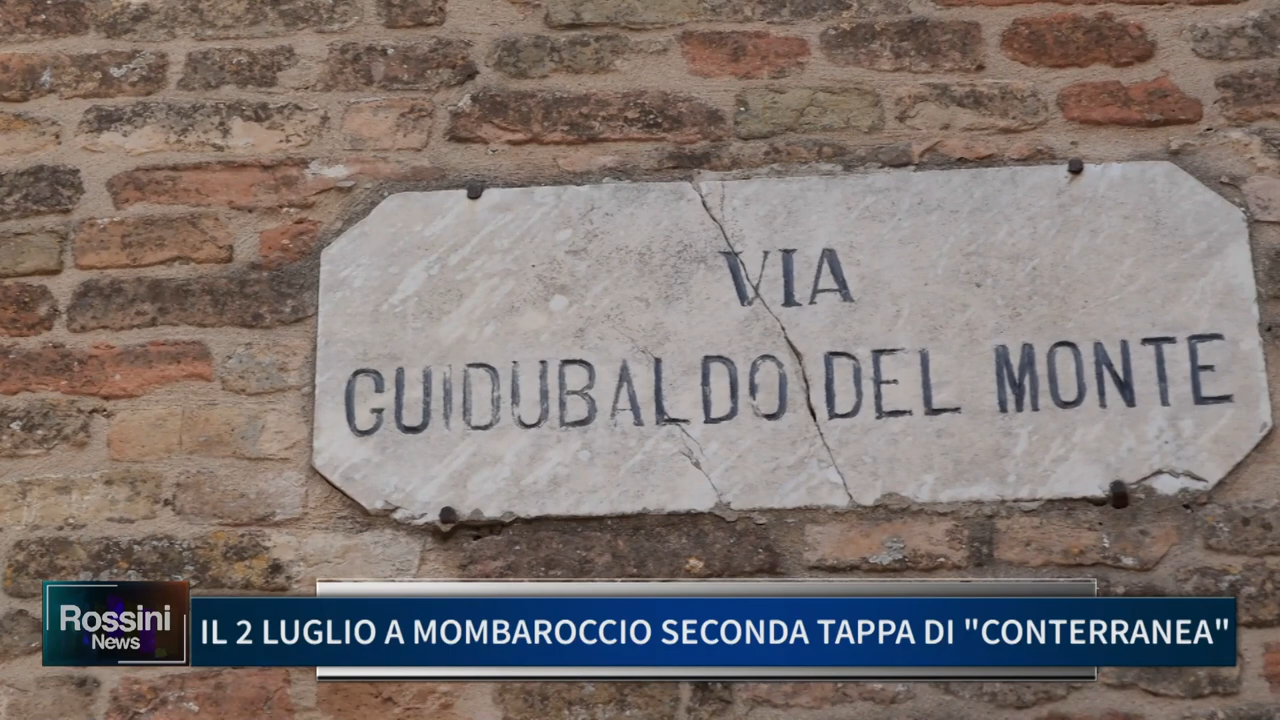 VIA
GUIDUBALDO DEL MONTE
Rossini
News
IL 2 LUGLIO A MOMBAROCCIO SECONDA TAPPA DI "CONTERRANEA"